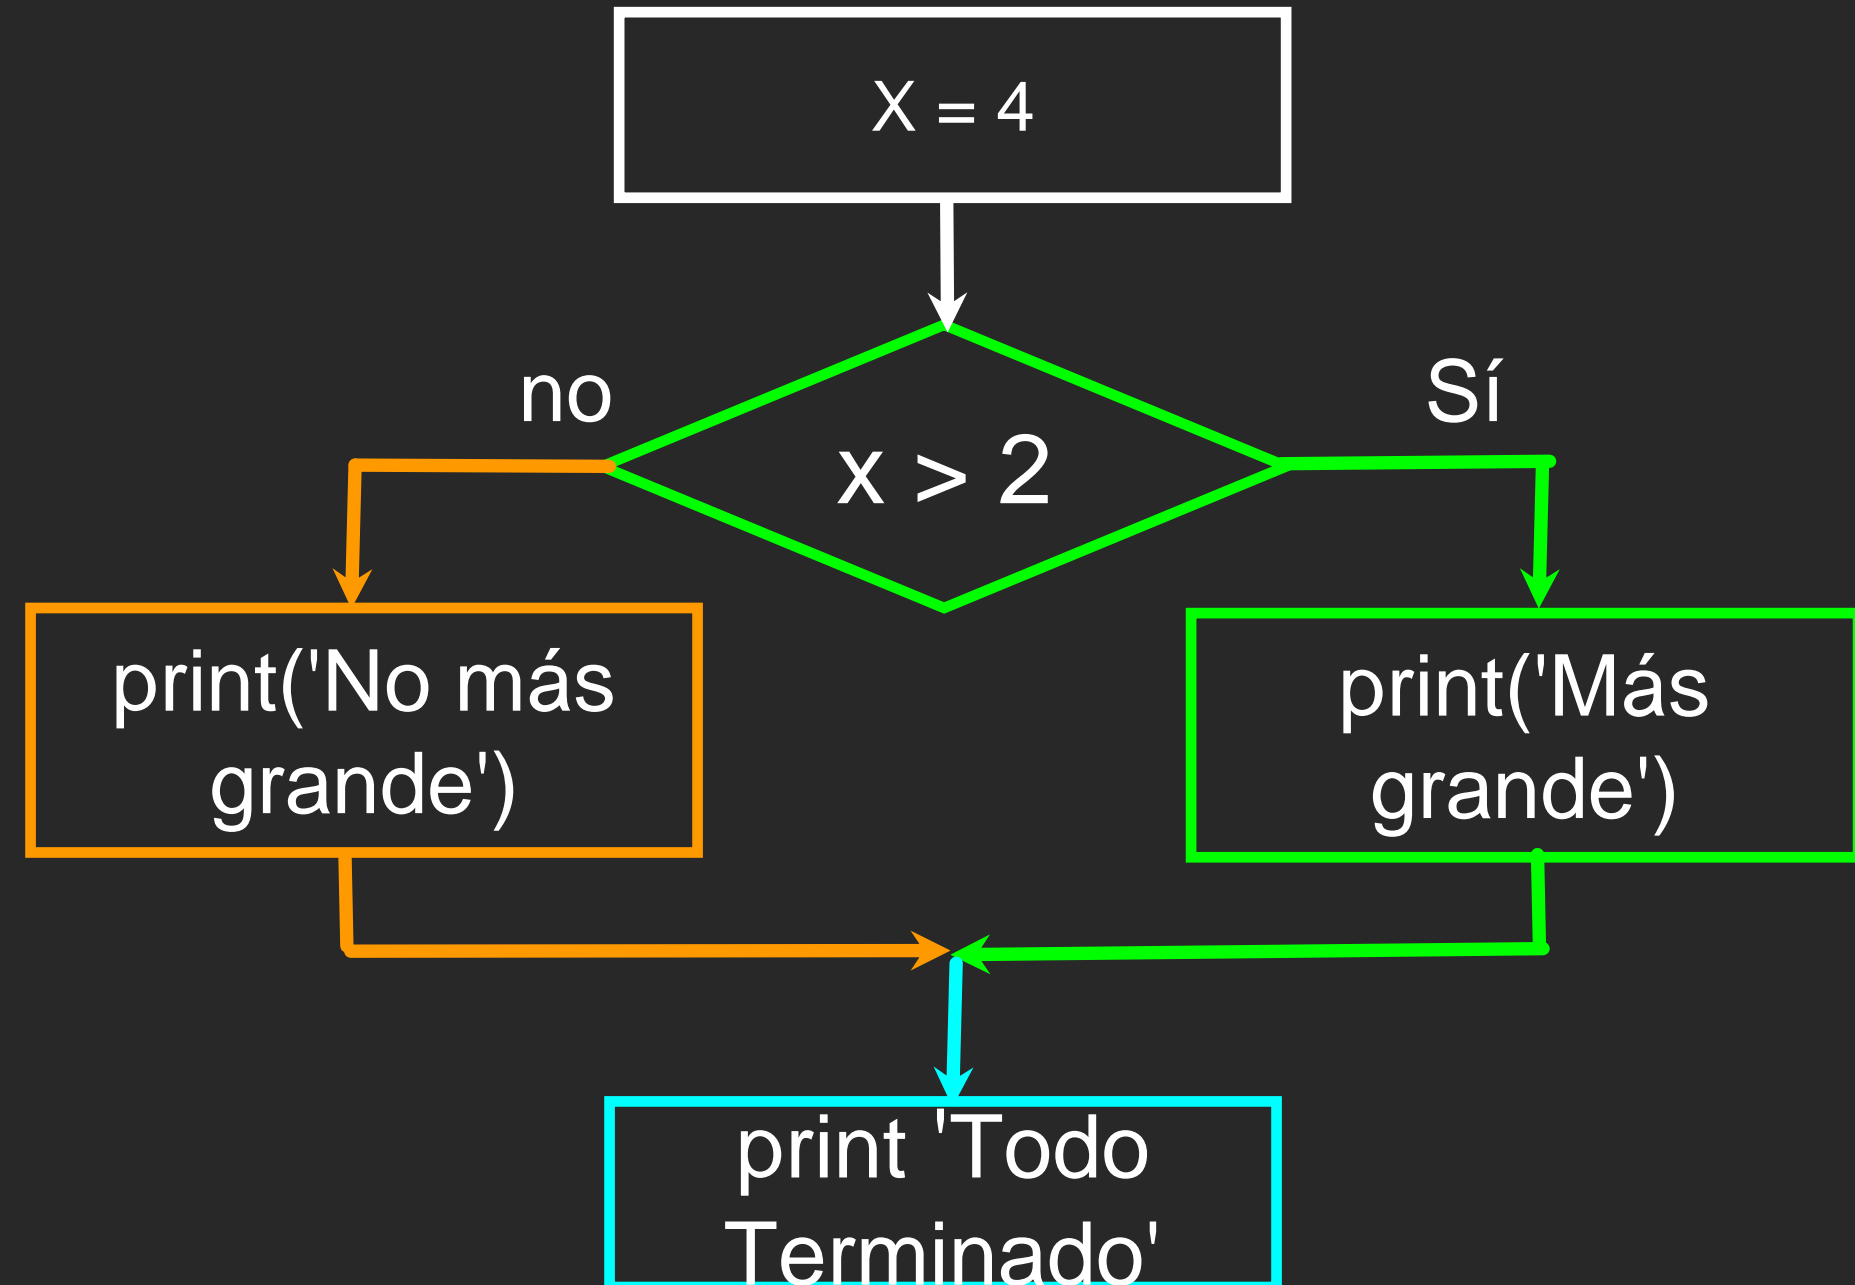 X = 4
no
Sí
x > 2
print('No más
grande')
print('Más
grande')
print 'Todo
Terminado'